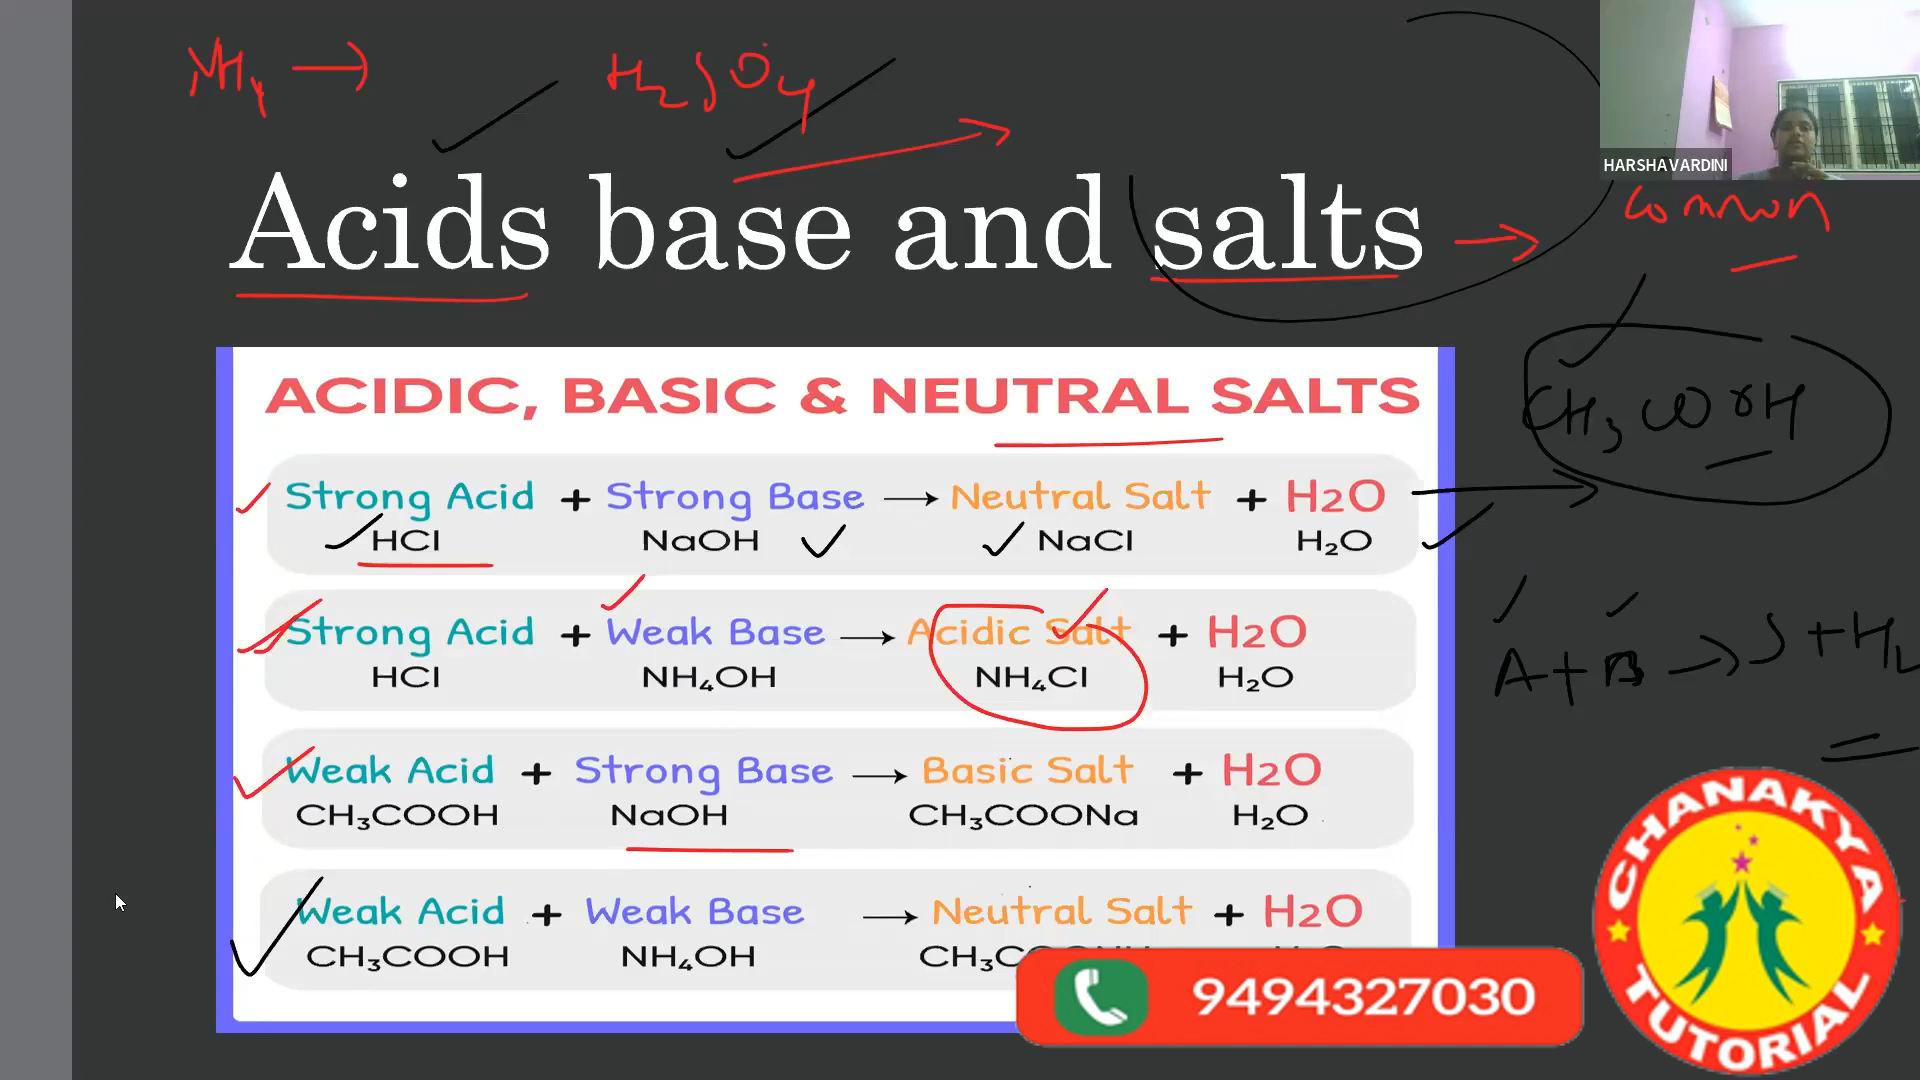 NH4 → H2SO4
HARSHAVARDINI
Acids base and salts →
common
ACIDIC, BASIC & NEUTRAL SALTS
CH3COOH
Strong Acid + Strong Base → Neutral Salt + H2O
HCl NaOH NaCl H₂O
Strong Acid + Weak Base → Acidic Salt + H2O
HCl NH₄OH NH₄Cl H₂O
A+B → S+H2
Weak Acid + Strong Base → Basic Salt + H2O
CH₃COOH NaOH CH₃COONa H₂O
Weak Acid + Weak Base → Neutral Salt + H2O
CH₃COOH NH₄OH
9494327030
CHANAKYA
TUTORIAL